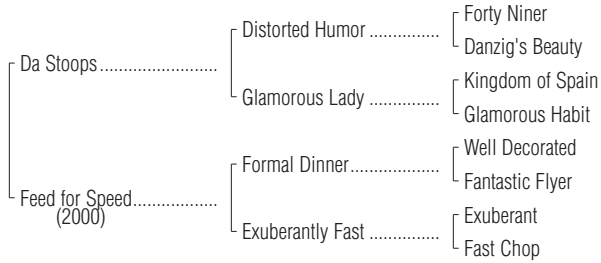 Forty Niner
Distorted Humor ...............
Danzig's Beauty
Da Stoops.........................
Kingdom of Spain
Glamorous Lady ...............
Glamorous Habit
Well Decorated
Formal Dinner...................
Fantastic Flyer
Feed for Speed..................
(2000)
Exuberant
Exuberantly Fast ...............
Fast Chop